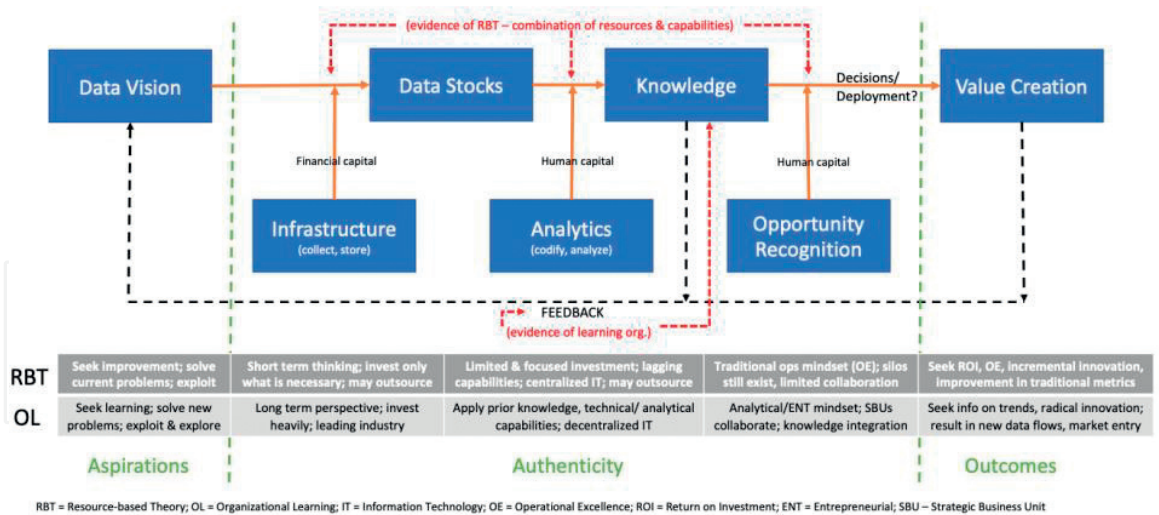 (evidence of RBT – combination of resources & capabilities)
Data Vision
Data Stocks
Knowledge
Decisions/
Deployment?
Value Creation
Financial capital
Human capital
Human capital
Infrastructure
(collect, store)
Analytics
(codify, analyze)
Opportunity
Recognition
FEEDBACK
(evidence of learning org.)
RBT
Seek improvement; solve
current problems; exploit
Short term thinking; invest only
what is necessary; may outsource
Limited & focused investment; lagging
capabilities; centralized IT; may outsource
Traditional ops mindset (OE); silos
still exist, limited collaboration
Seek ROI, OE, incremental innovation,
improvement in traditional metrics
OL
Seek learning; solve new
problems; exploit & explore
Long term perspective; invest
heavily; leading industry
Apply prior knowledge, technical/ analytical
capabilities; decentralized IT
Analytical/ENT mindset; SBUs
collaborate; knowledge integration
Seek info on trends, radical innovation;
result in new data flows, market entry
Aspirations
Authenticity
Outcomes
RBT = Resource-based Theory; OL = Organizational Learning; IT = Information Technology; OE = Operational Excellence; ROI = Return on Investment; ENT = Entrepreneurial; SBU – Strategic Business Unit